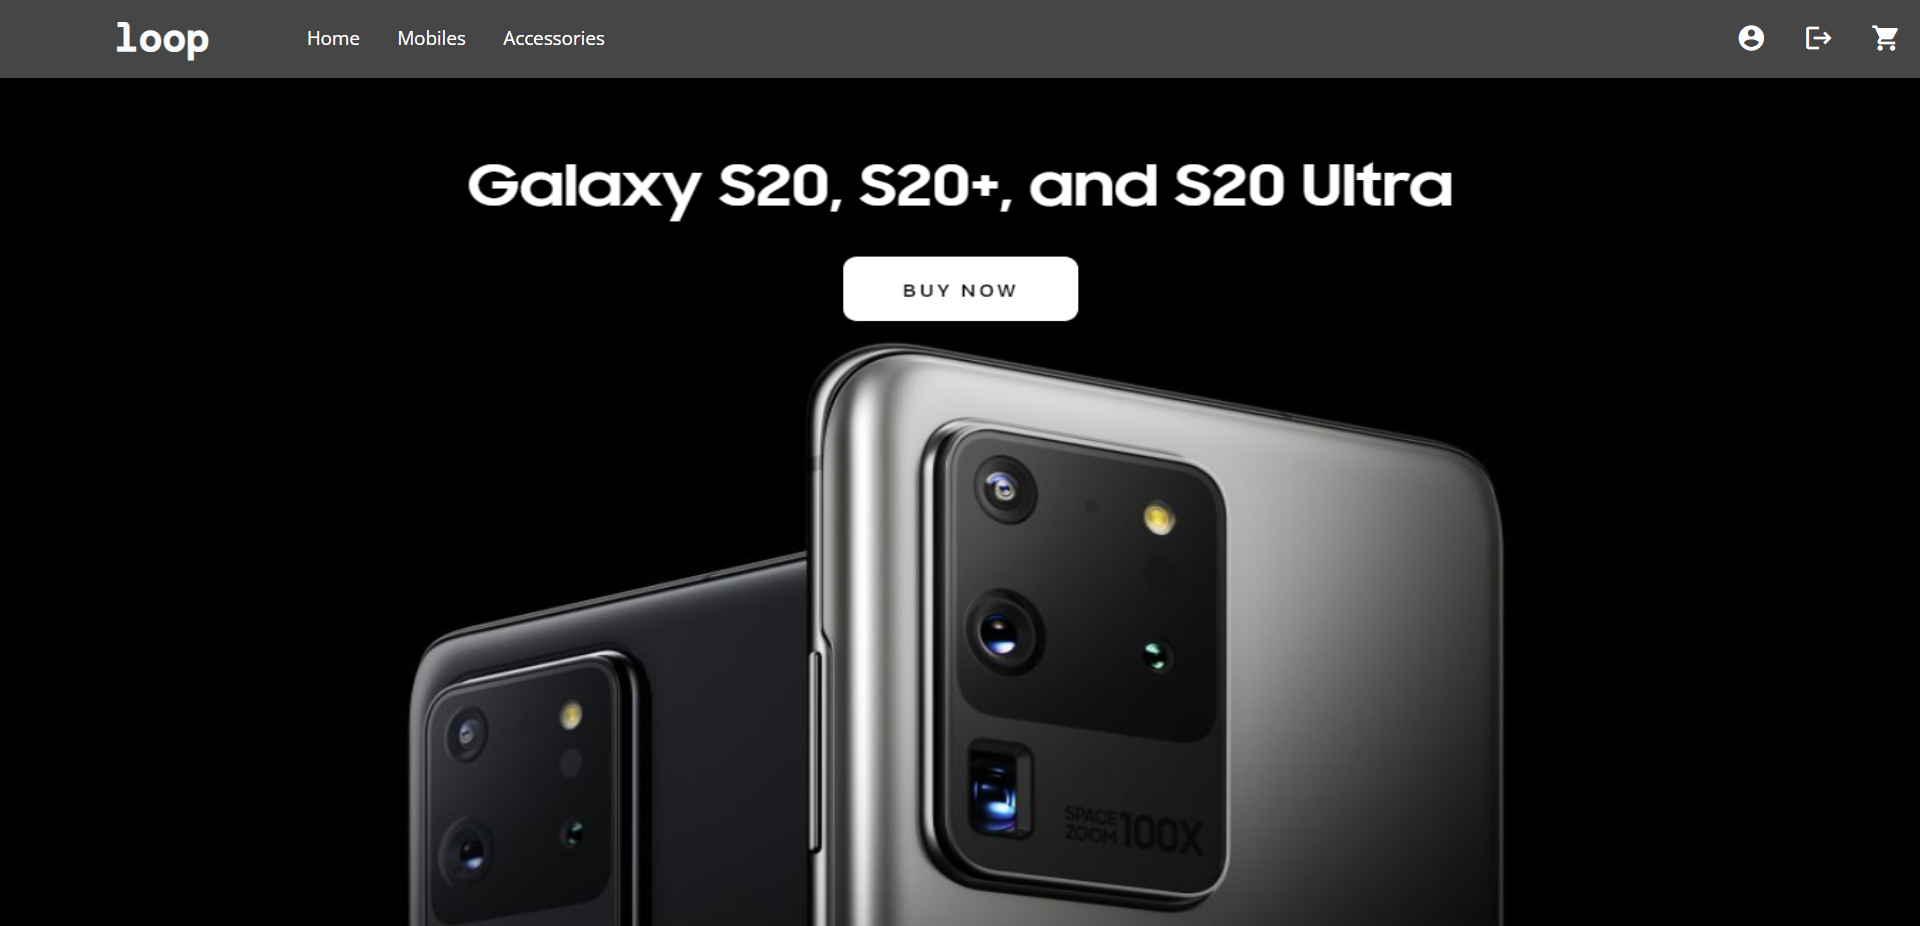 loop
Home Mobiles Accessories
Galaxy S20, S20+, and S20 Ultra
BUY NOW
SPACE ZOOM 100X